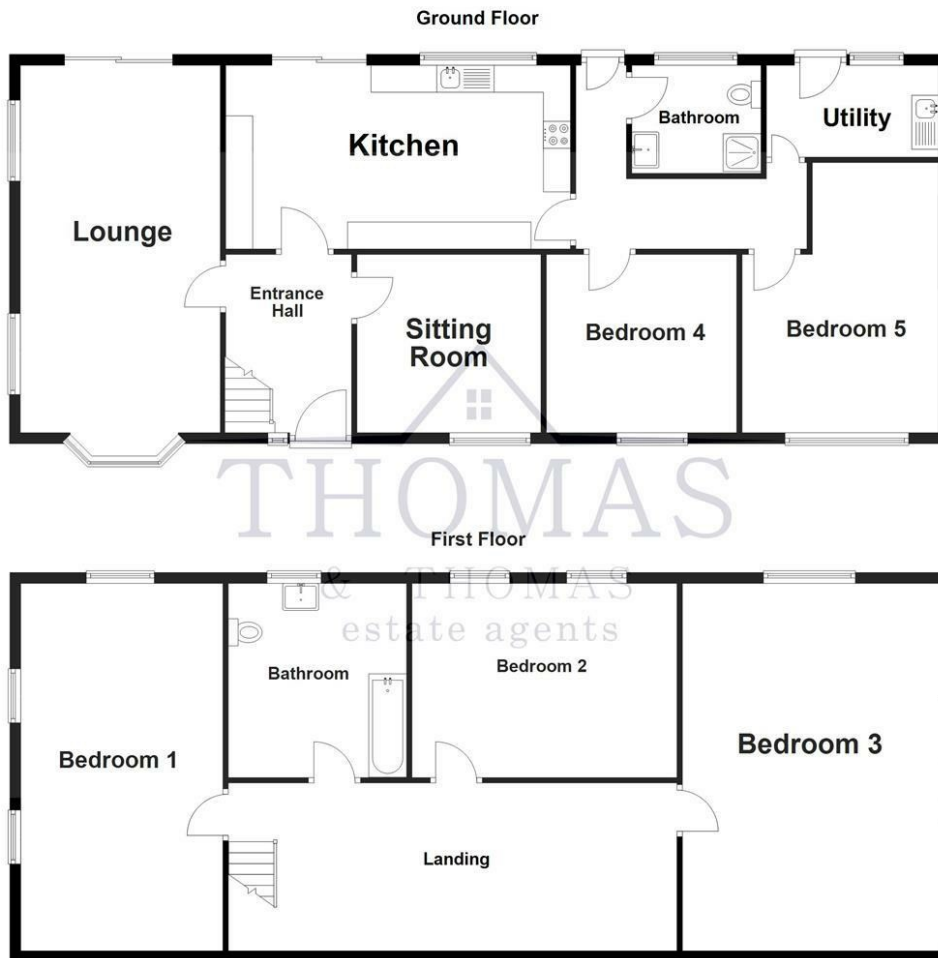 Ground Floor
Kitchen
Bathroom
Utility
Lounge
Entrance
Hall
Sitting
Room
Bedroom 4
Bedroom 5
THOMAS
First Floor
& THOMAS
estate agents
Bathroom
Bedroom 2
Bedroom 1
Bedroom 3
Landing